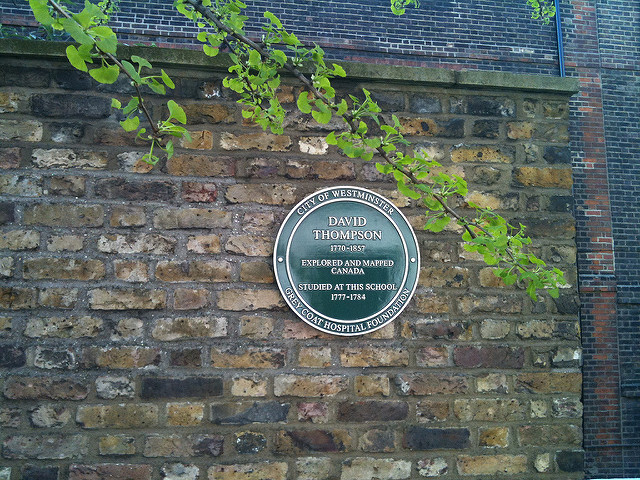 CITY OF WESTMINSTER
DAVID
THOMPSON
1770-1857
EXPLORED AND MAPPED
CANADA
STUDIED AT THIS SCHOOL
1777-1784
GREY COAT HOSPITAL FOUNDATION